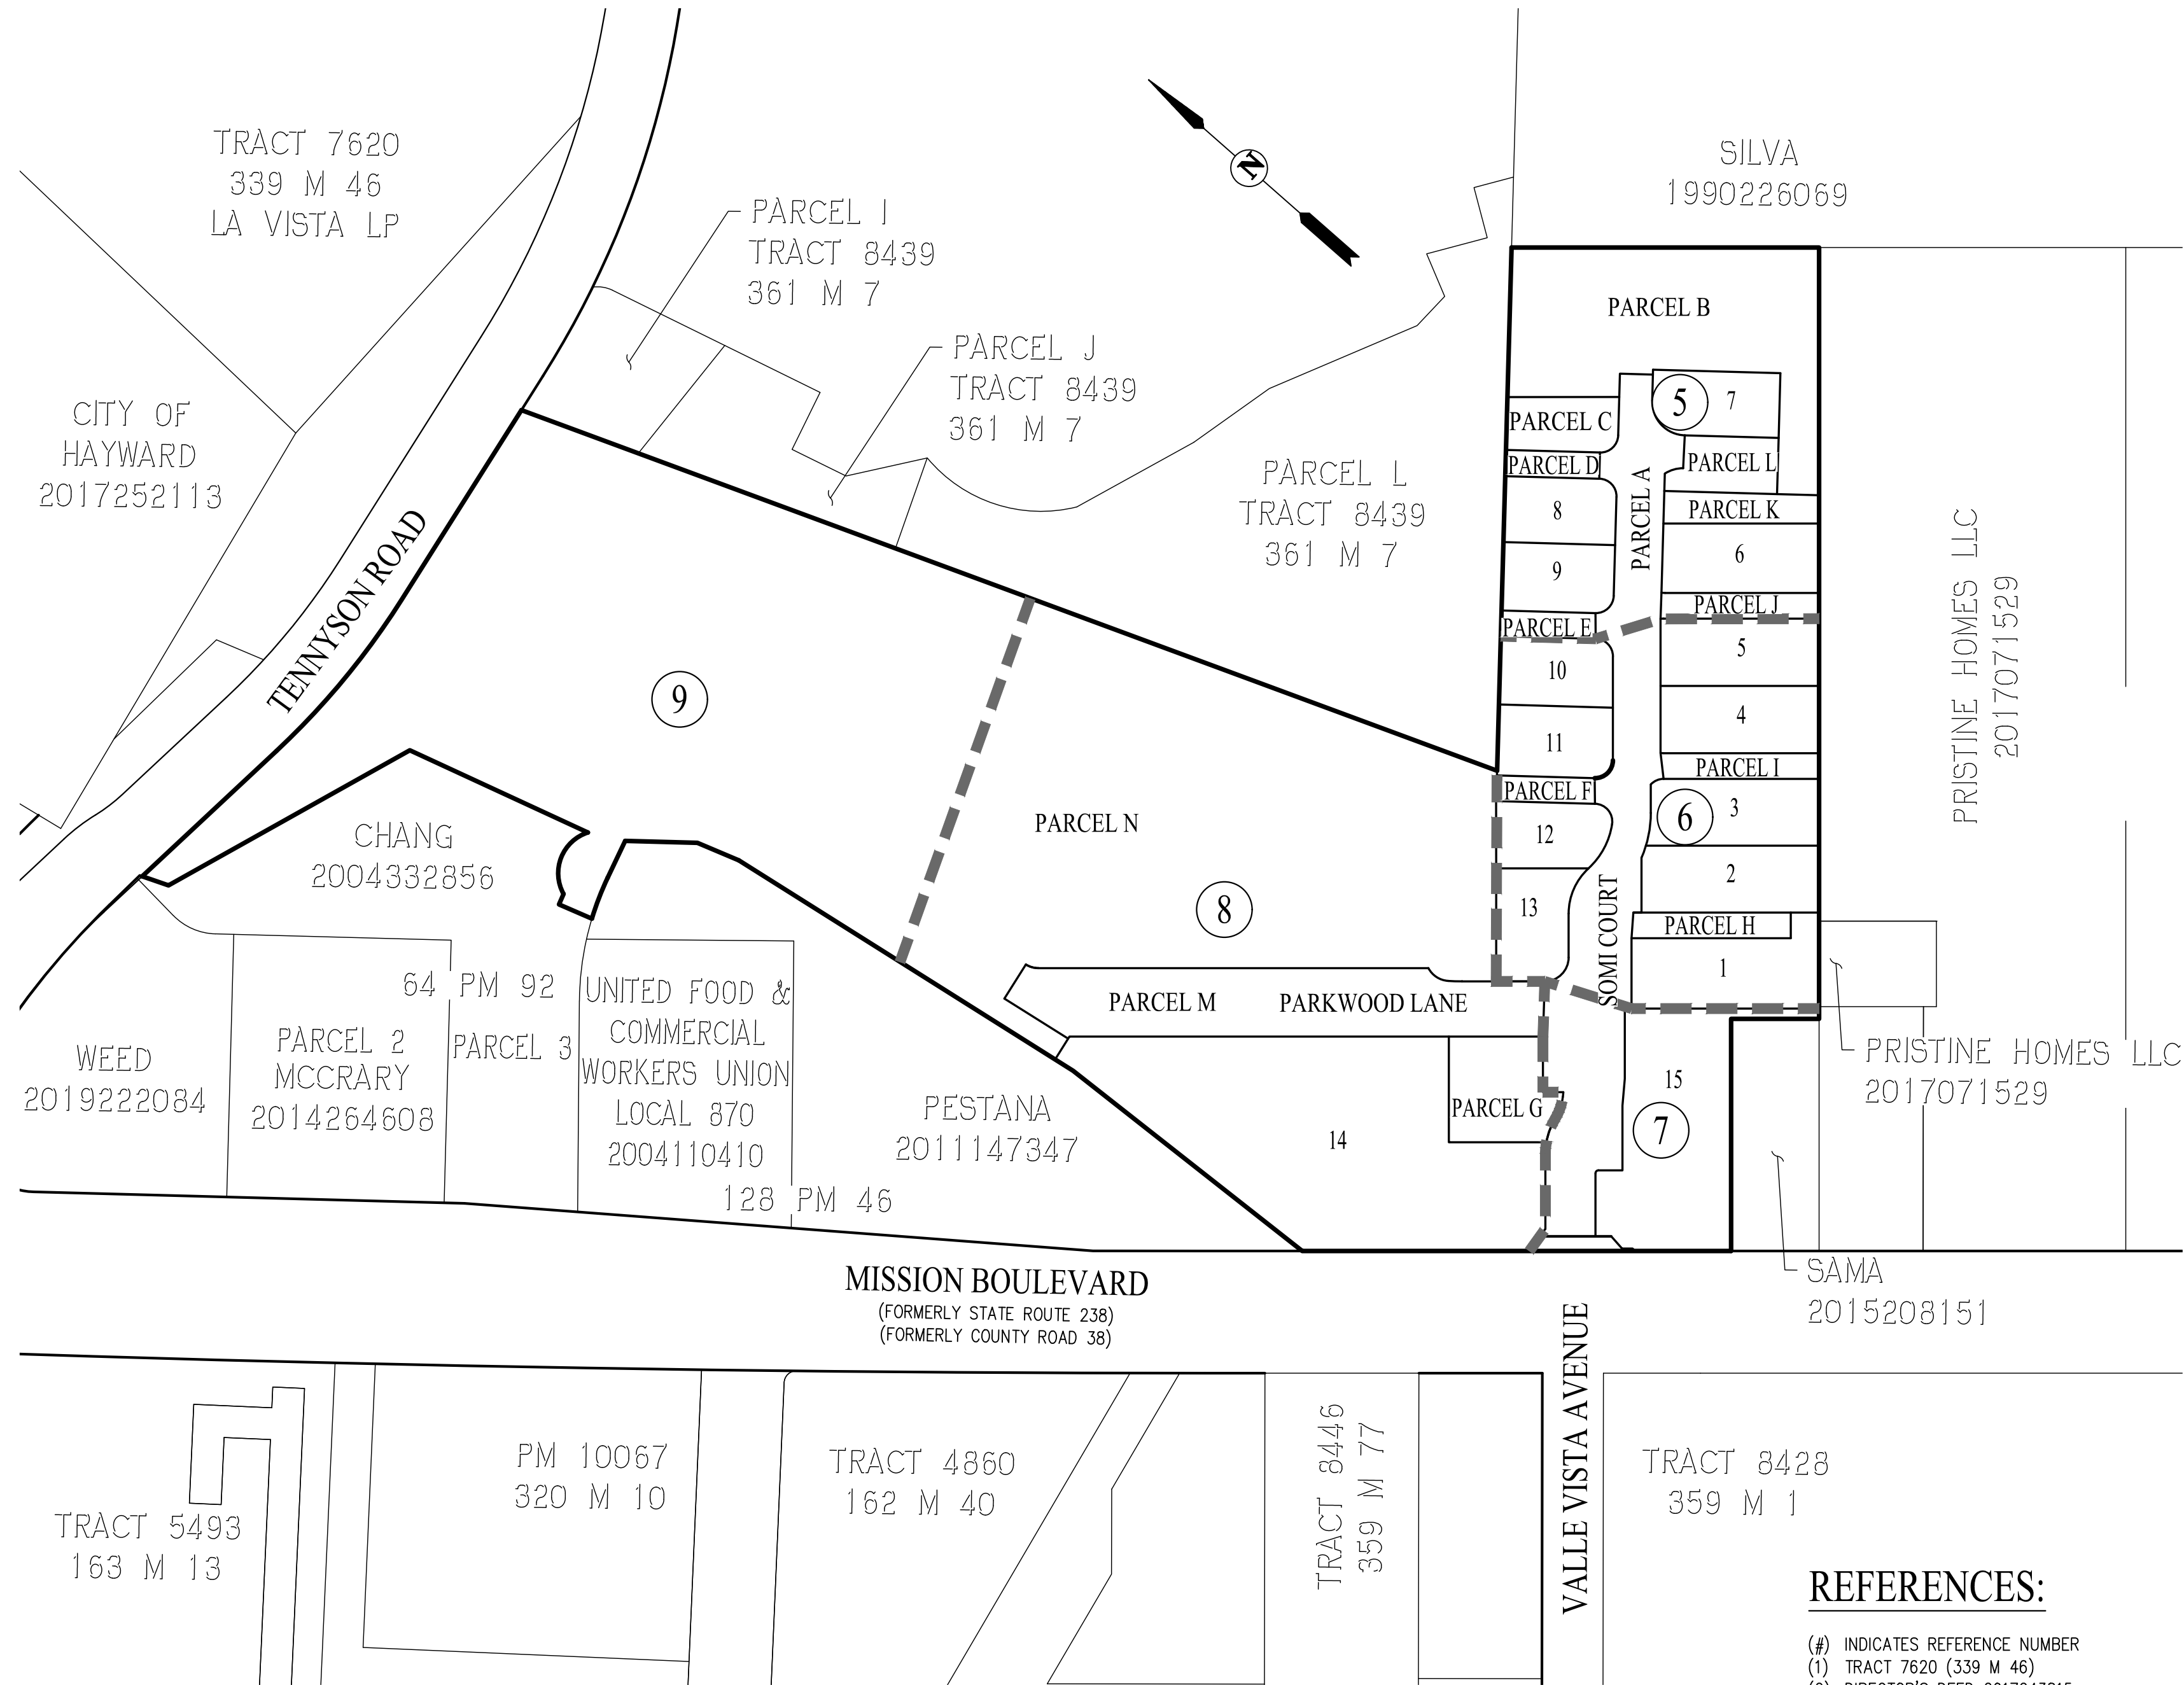 TRACT 7620
339 M 46
LA VISTA LP
PARCEL I
TRACT 8439
361 M 7
N
SILVA
1990226069
PARCEL J
TRACT 8439
361 M 7
CITY OF
HAYWARD
2017252113
TENNYSON ROAD
PARCEL L
TRACT 8439
361 M 7
PARCEL B
5
7
PARCEL C
PARCEL D
PARCEL L
8
PARCEL A
PARCEL K
9
6
PARCEL J
PARCEL E
5
10
4
11
PARCEL I
PARCEL F
6
3
12
2
13
SOMI COURT
PARCEL H
1
PRISTINE HOMES LLC
2017071529
9
PARCEL N
8
CHANG
2004332856
PARCEL M
PARKWOOD LANE
64 PM 92
PARCEL 3
UNITED FOOD &
COMMERCIAL
WORKERS UNION
LOCAL 870
2004110410
128 PM 46
WEED
2019222084
PARCEL 2
MCCRARY
2014264608
PESTANA
2011147347
14
PARCEL G
15
7
PRISTINE HOMES LLC
2017071529
SAMA
2015208151
MISSION BOULEVARD
(FORMERLY STATE ROUTE 238)
(FORMERLY COUNTY ROAD 38)
VALLE VISTA AVENUE
TRACT 5493
163 M 13
PM 10067
320 M 10
TRACT 4860
162 M 40
TRACT 8446
359 M 77
TRACT 8428
359 M 1
REFERENCES:
(#) INDICATES REFERENCE NUMBER
(1) TRACT 7620 (339 M 46)